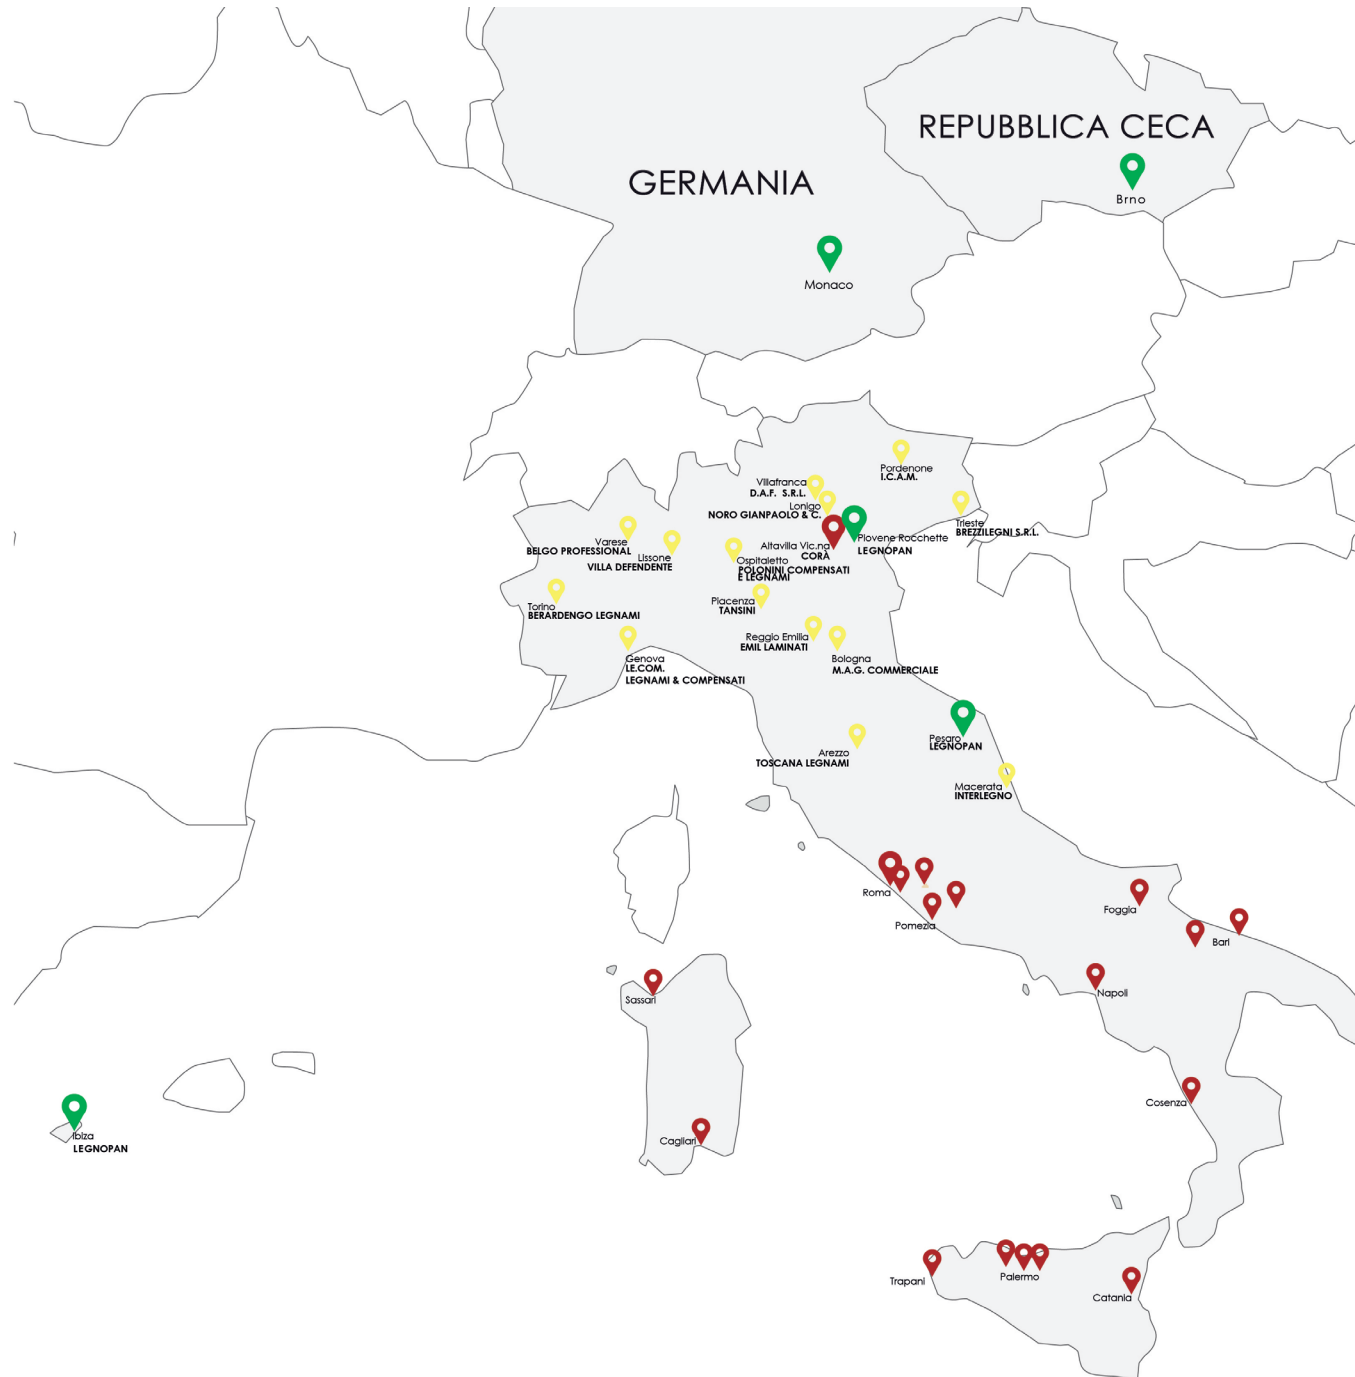 REPUBBLICA CECA
Brno
GERMANIA
Monaco
Pordenone
I.C.A.M.
Villafranca
D.A.F. S.R.L.
Lonigo
NORO GIANPAOLO & C.
Trieste
BREZZILEGNI S.R.L.
Piovene Rocchette
LEGNOPAN
Altavilla Vic.na
CORÀ
Varese
BELGO PROFESSIONAL
Lissone
VILLA DEFENDENTE
Ospitaletto
POLONINI COMPENSATI
E LEGNAMI
Torino
BERARDENGO LEGNAMI
Piacenza
TANSINI
Reggio Emilia
EMIL LAMINATI
Bologna
M.A.G. COMMERCIALE
Genova
LE.COM.
LEGNAMI & COMPENSATI
Pesaro
LEGNOPAN
Arezzo
TOSCANA LEGNAMI
Macerata
INTERLEGNO
Roma
Pomezia
Foggia
Bari
Napoli
Sassari
Cosenza
Ibiza
LEGNOPAN
Cagliari
Trapani
Palermo
Catania